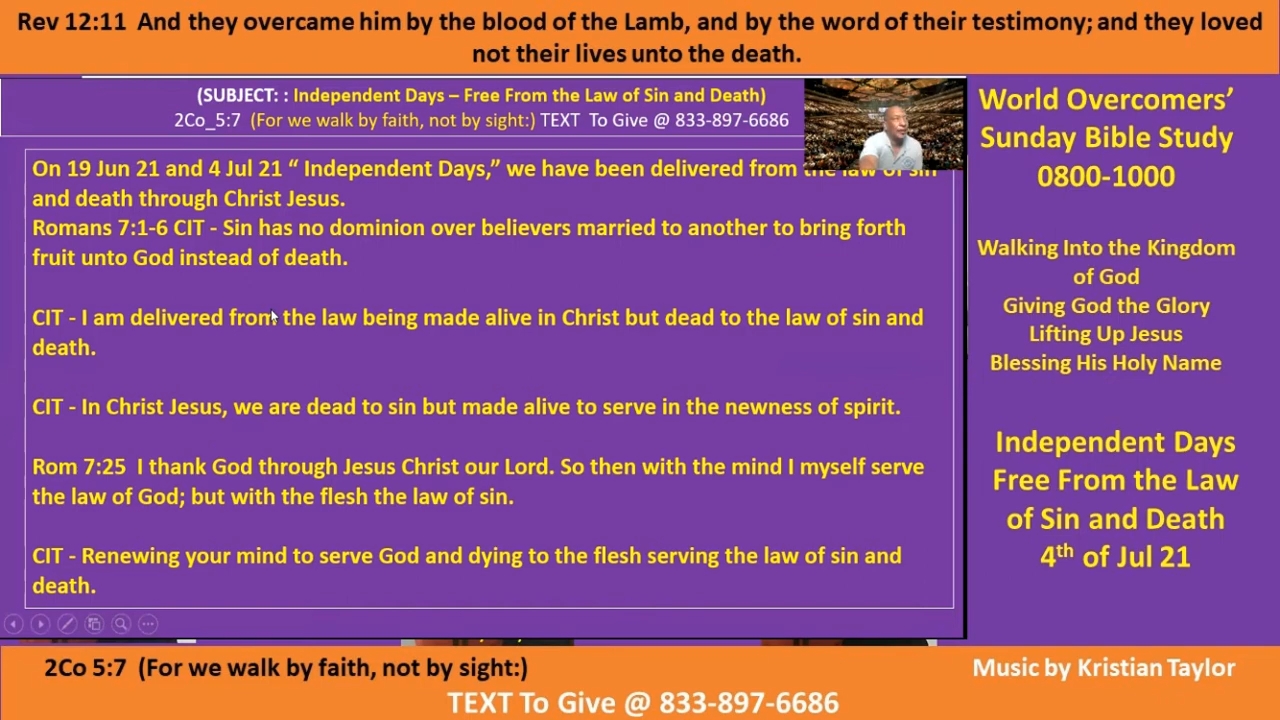 Rev 12:11  And they overcame him by the blood of the Lamb, and by the word of their testimony; and they loved
not their lives unto the death.
(SUBJECT: : Independent Days – Free From the Law of Sin and Death)
2Co_5:7  (For we walk by faith, not by sight:) TEXT  To Give @ 833-897-6686
On 19 Jun 21 and 4 Jul 21 “ Independent Days,” we have been delivered from the law of sin
and death through Christ Jesus.
Romans 7:1-6 CIT - Sin has no dominion over believers married to another to bring forth
fruit unto God instead of death.
CIT - I am delivered from the law being made alive in Christ but dead to the law of sin and
death.
CIT - In Christ Jesus, we are dead to sin but made alive to serve in the newness of spirit.
Rom 7:25  I thank God through Jesus Christ our Lord. So then with the mind I myself serve
the law of God; but with the flesh the law of sin.
CIT - Renewing your mind to serve God and dying to the flesh serving the law of sin and
death.
World Overcomers’
Sunday Bible Study
0800-1000
Walking Into the Kingdom
of God
Giving God the Glory
Lifting Up Jesus
Blessing His Holy Name
Independent Days
Free From the Law
of Sin and Death
4th of Jul 21
2Co 5:7  (For we walk by faith, not by sight:)
Music by Kristian Taylor
TEXT To Give @ 833-897-6686